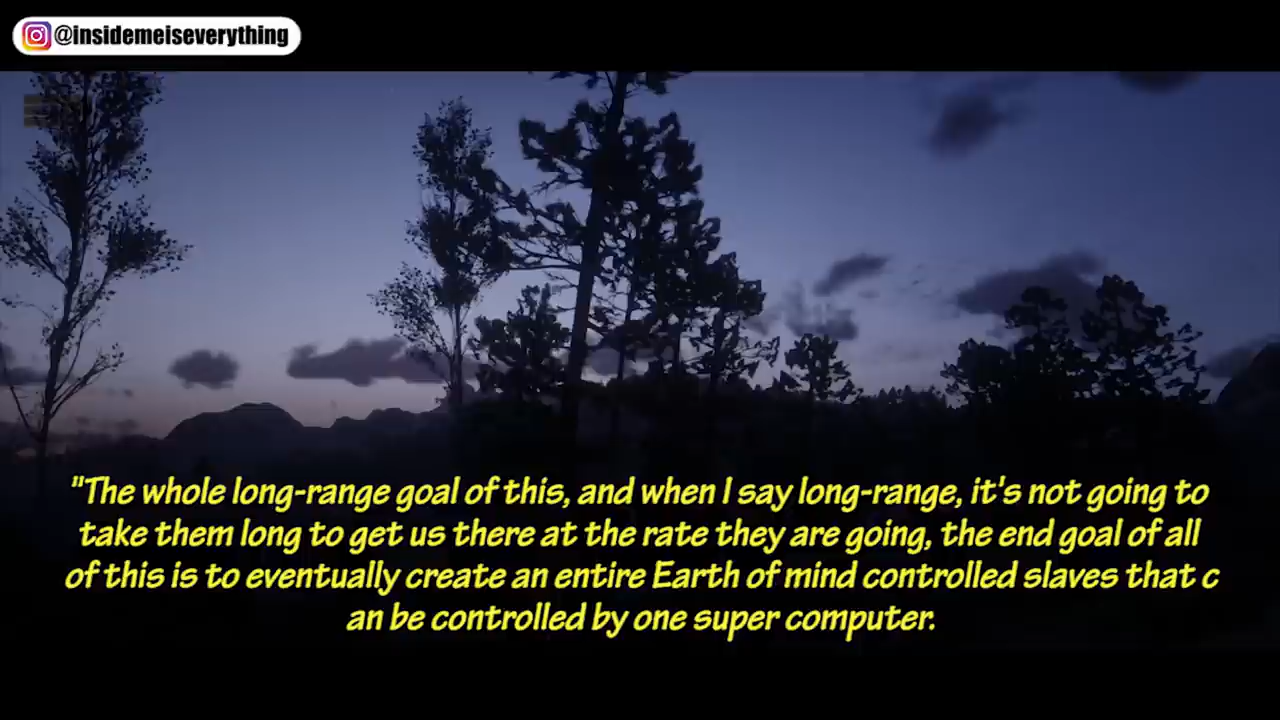 @insidemeiseverything
"The whole long-range goal of this, and when I say long-range, it's not going to
take them long to get us there at the rate they are going, the end goal of all
of this is to eventually create an entire Earth of mind controlled slaves that c
an be controlled by one super computer.